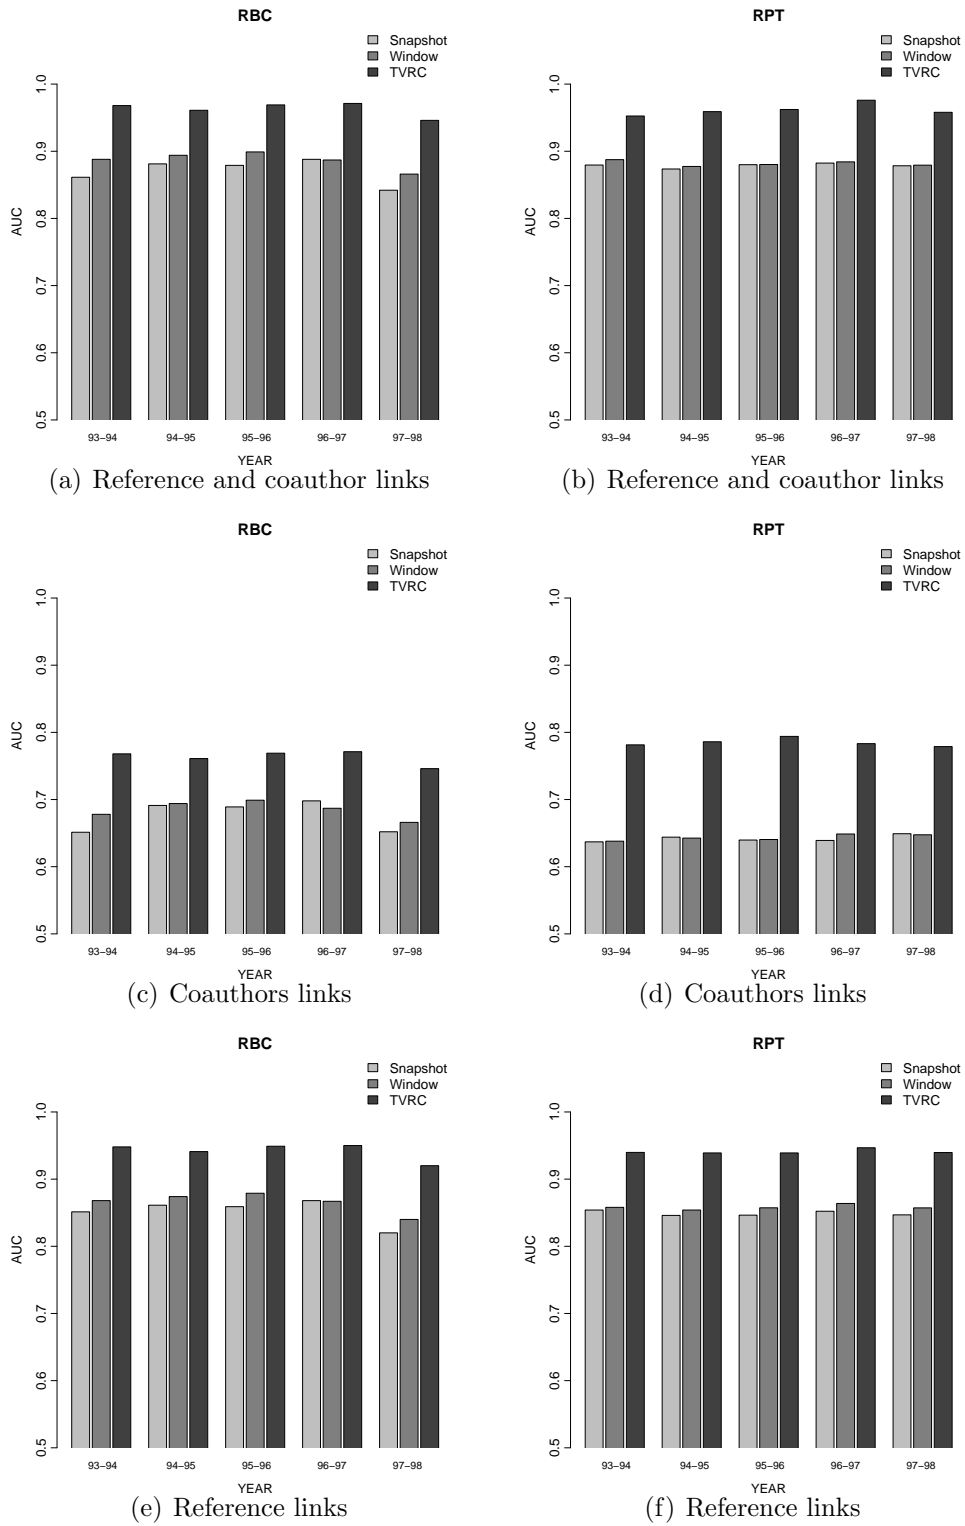 RBC
Snapshot
Window
TVRC
AUC
1.0
0.9
0.8
0.7
0.6
0.5
93−94
94−95
95−96
96−97
97−98
YEAR
(a) Reference and coauthor links
RPT
Snapshot
Window
TVRC
AUC
1.0
0.9
0.8
0.7
0.6
0.5
93−94
94−95
95−96
96−97
97−98
YEAR
(b) Reference and coauthor links
RBC
Snapshot
Window
TVRC
AUC
1.0
0.9
0.8
0.7
0.6
0.5
93−94
94−95
95−96
96−97
97−98
YEAR
(c) Coauthors links
RPT
Snapshot
Window
TVRC
AUC
1.0
0.9
0.8
0.7
0.6
0.5
93−94
94−95
95−96
96−97
97−98
YEAR
(d) Coauthors links
RBC
Snapshot
Window
TVRC
AUC
1.0
0.9
0.8
0.7
0.6
0.5
93−94
94−95
95−96
96−97
97−98
YEAR
(e) Reference links
RPT
Snapshot
Window
TVRC
AUC
1.0
0.9
0.8
0.7
0.6
0.5
93−94
94−95
95−96
96−97
97−98
YEAR
(f) Reference links